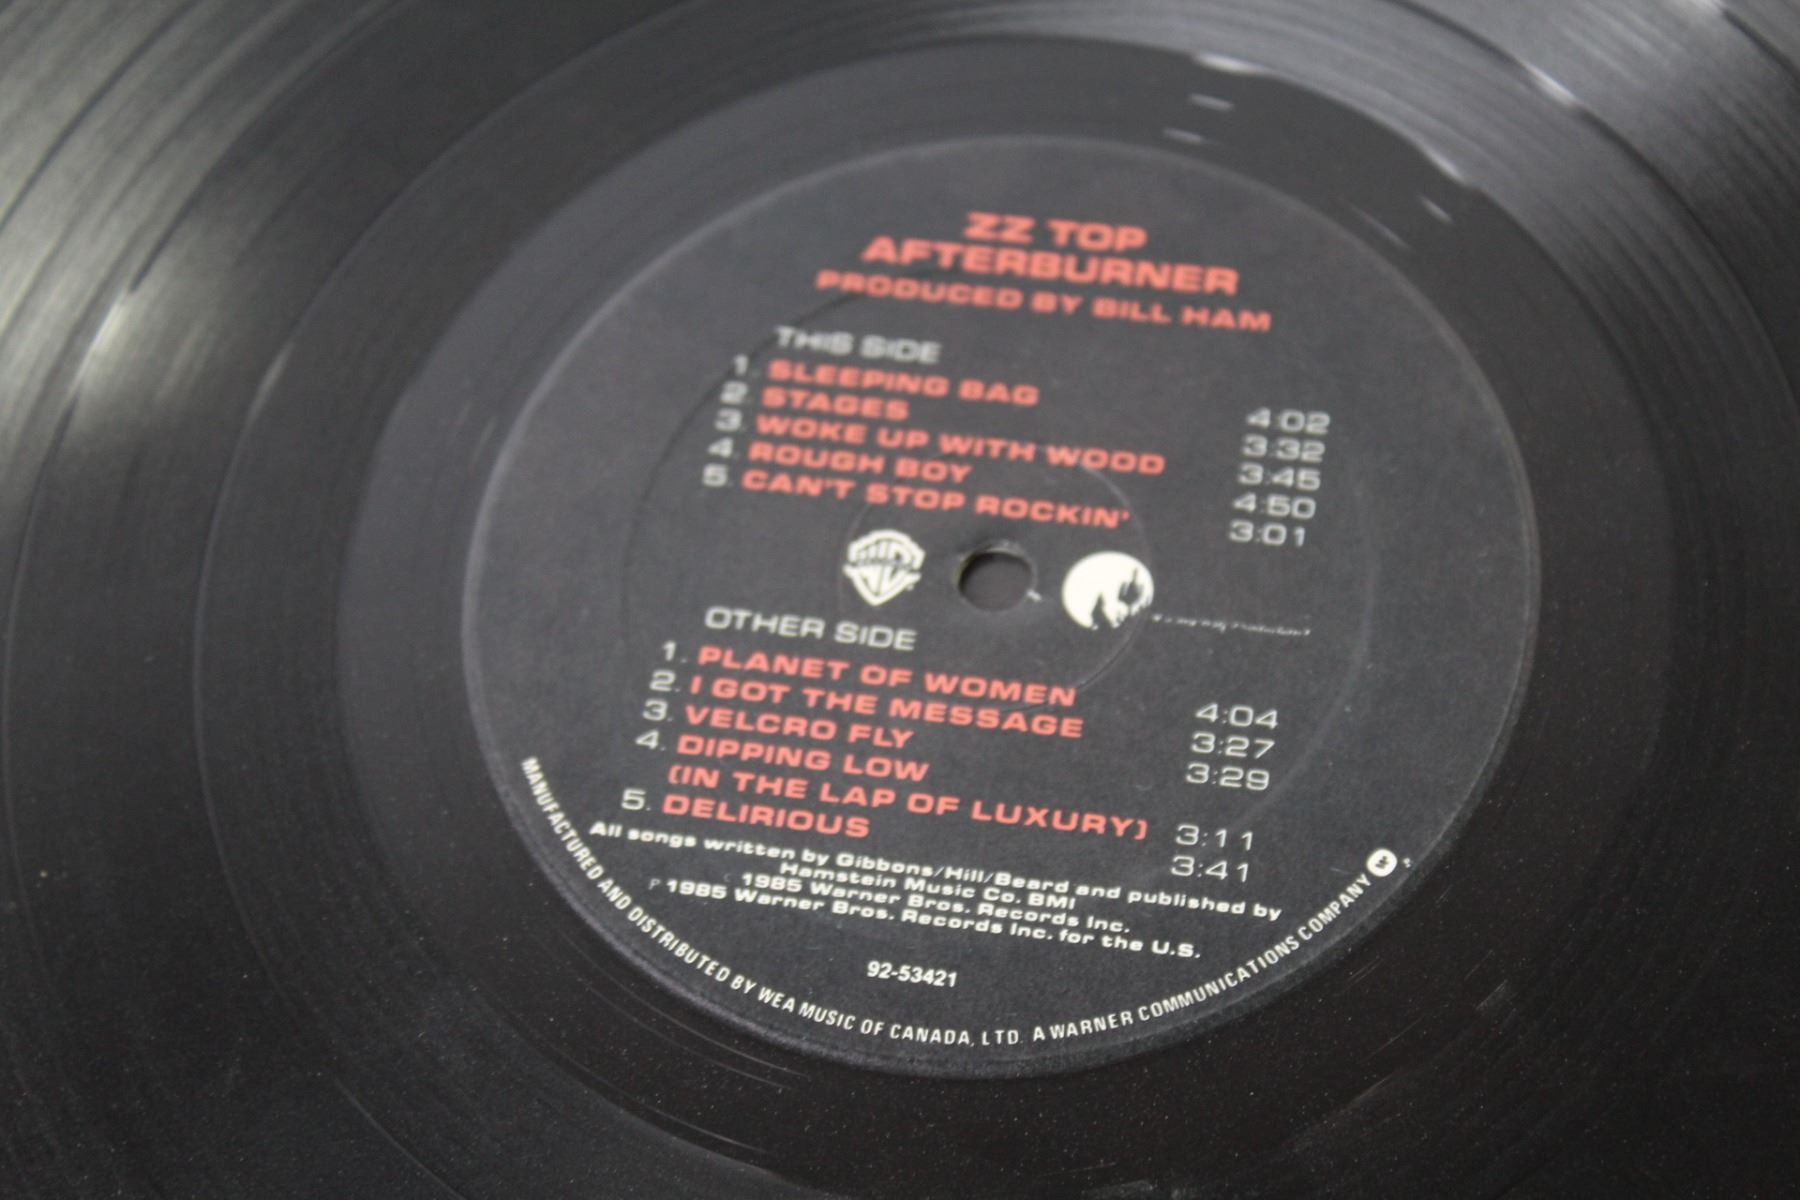 ZZ TOP
AFTERBURNER
PRODUCED BY BILL HAM
THIS SIDE
1. SLEEPING BAG 4:02
2. STAGES 3:32
3. WOKE UP WITH WOOD 3:45
4. ROUGH BOY 4:50
5. CAN'T STOP ROCKIN' 3:01
OTHER SIDE
1. PLANET OF WOMEN 4:04
2. I GOT THE MESSAGE 3:27
3. VELCRO FLY 3:29
4. DIPPING LOW
(IN THE LAP OF LUXURY) 3:11
5. DELIRIOUS 3:41
All songs written by Gibbons/Hill/Beard and published by
Hamstein Music Co. BMI
1985 Warner Bros. Records Inc.
P 1985 Warner Bros. Records Inc. for the U.S.
92-53421
MANUFACTURED AND DISTRIBUTED BY WEA MUSIC OF CANADA, LTD. A WARNER COMMUNICATIONS COMPANY